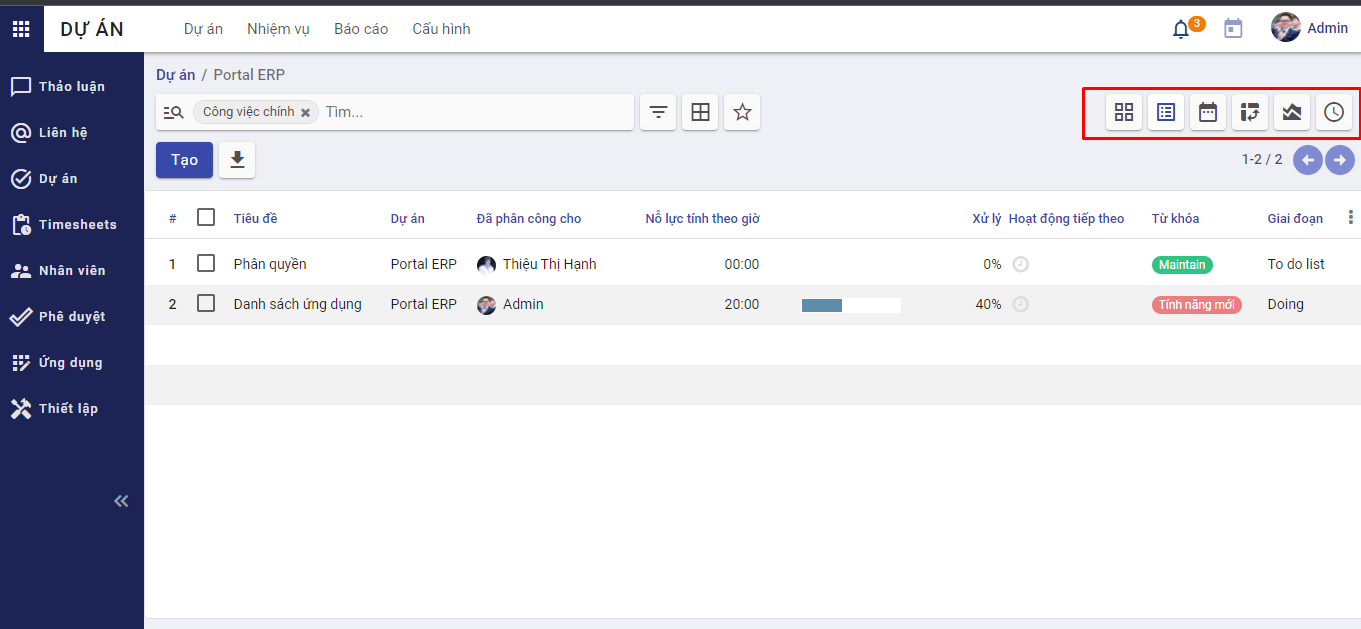 DỰ ÁN Dự án Nhiệm vụ Báo cáo Cấu hình 3 Admin
Thảo luận
Liên hệ
Dự án
Timesheets
Nhân viên
Phê duyệt
Ứng dụng
Thiết lập
Dự án / Portal ERP
Công việc chính Tìm...
Tạo 1-2 / 2
# Tiêu đề Dự án Đã phân công cho Nỗ lực tính theo giờ Xử lý Hoạt động tiếp theo Từ khóa Giai đoạn
1 Phân quyền Portal ERP Thiệu Thị Hạnh 00:00 0% Maintain To do list
2 Danh sách ứng dụng Portal ERP Admin 20:00 40% Tính năng mới Doing